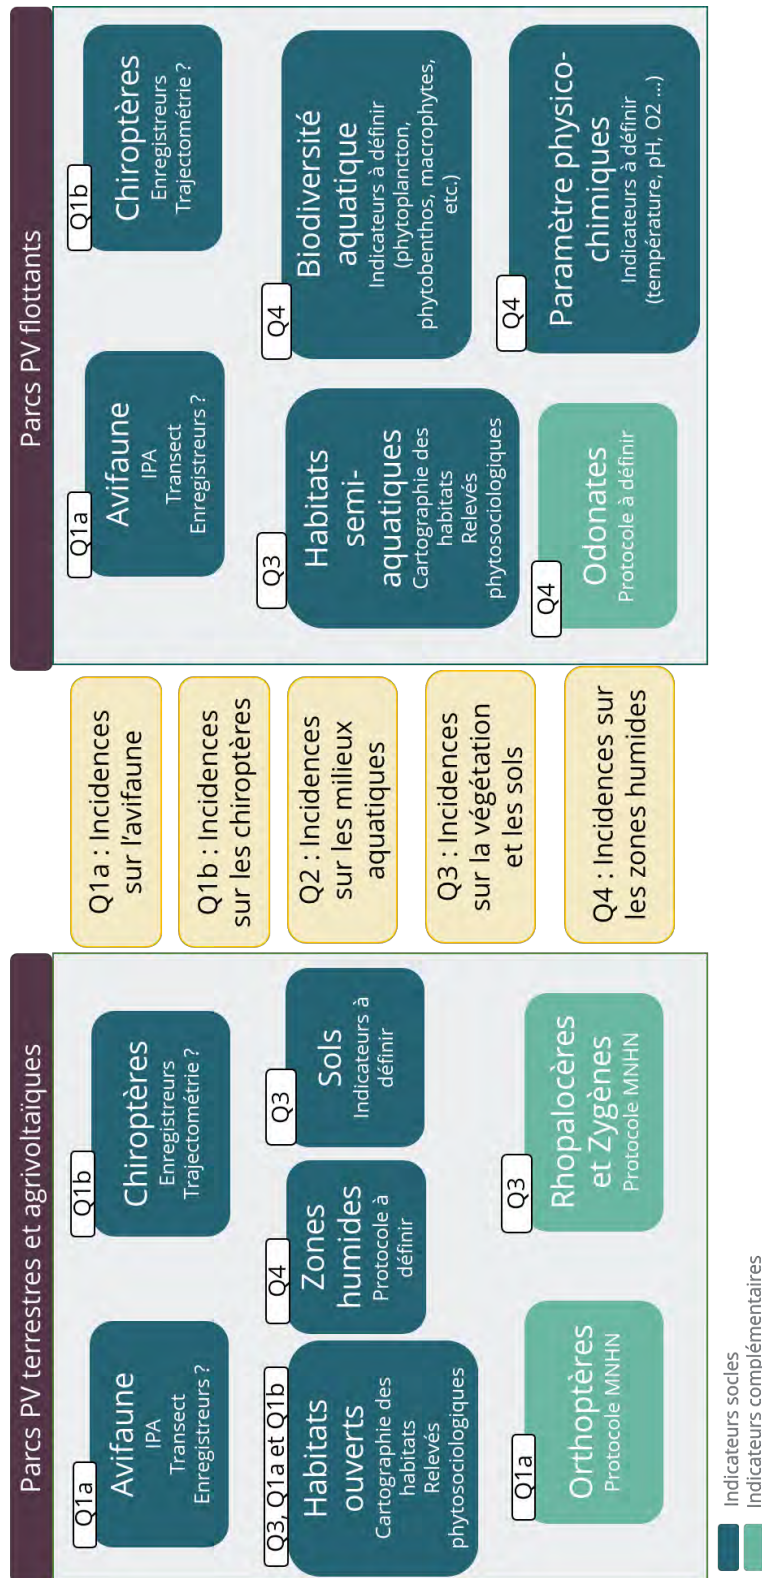 Parcs PV terrestres et agrivoltaïques
Q1a
Avifaune
IPA
Transect
Enregistreurs ?
Q1b
Chiroptères
Enregistreurs
Trajectométrie ?
Q3, Q1a et Q1b
Habitats
ouverts
Cartographie des
habitats
Relevés
phytosociologiques
Q4
Zones
humides
Protocole à
définir
Q3
Sols
Indicateurs à
définir
Q1a
Orthoptères
Protocole MNHN
Q3
Rhopalocères
et Zygènes
Protocole MNHN
Q1a : Incidences
sur l'avifaune
Q1b : Incidences
sur les chiroptères
Q2 : Incidences
sur les milieux
aquatiques
Q3 : Incidences
sur la végétation
et les sols
Q4 : Incidences sur
les zones humides
Parcs PV flottants
Q1a
Avifaune
IPA
Transect
Enregistreurs ?
Q1b
Chiroptères
Enregistreurs
Trajectométrie ?
Q3
Habitats
semi-
aquatiques
Cartographie des
habitats
Relevés
phytosociologiques
Q4
Biodiversité
aquatique
Indicateurs à définir
(phytoplancton,
phytobenthos, macrophytes,
etc.)
Q4
Odonates
Protocole à définir
Q4
Paramètre physico-
chimiques
Indicateurs à définir
(température, pH, O2 ...)
Indicateurs socles
Indicateurs complémentaires